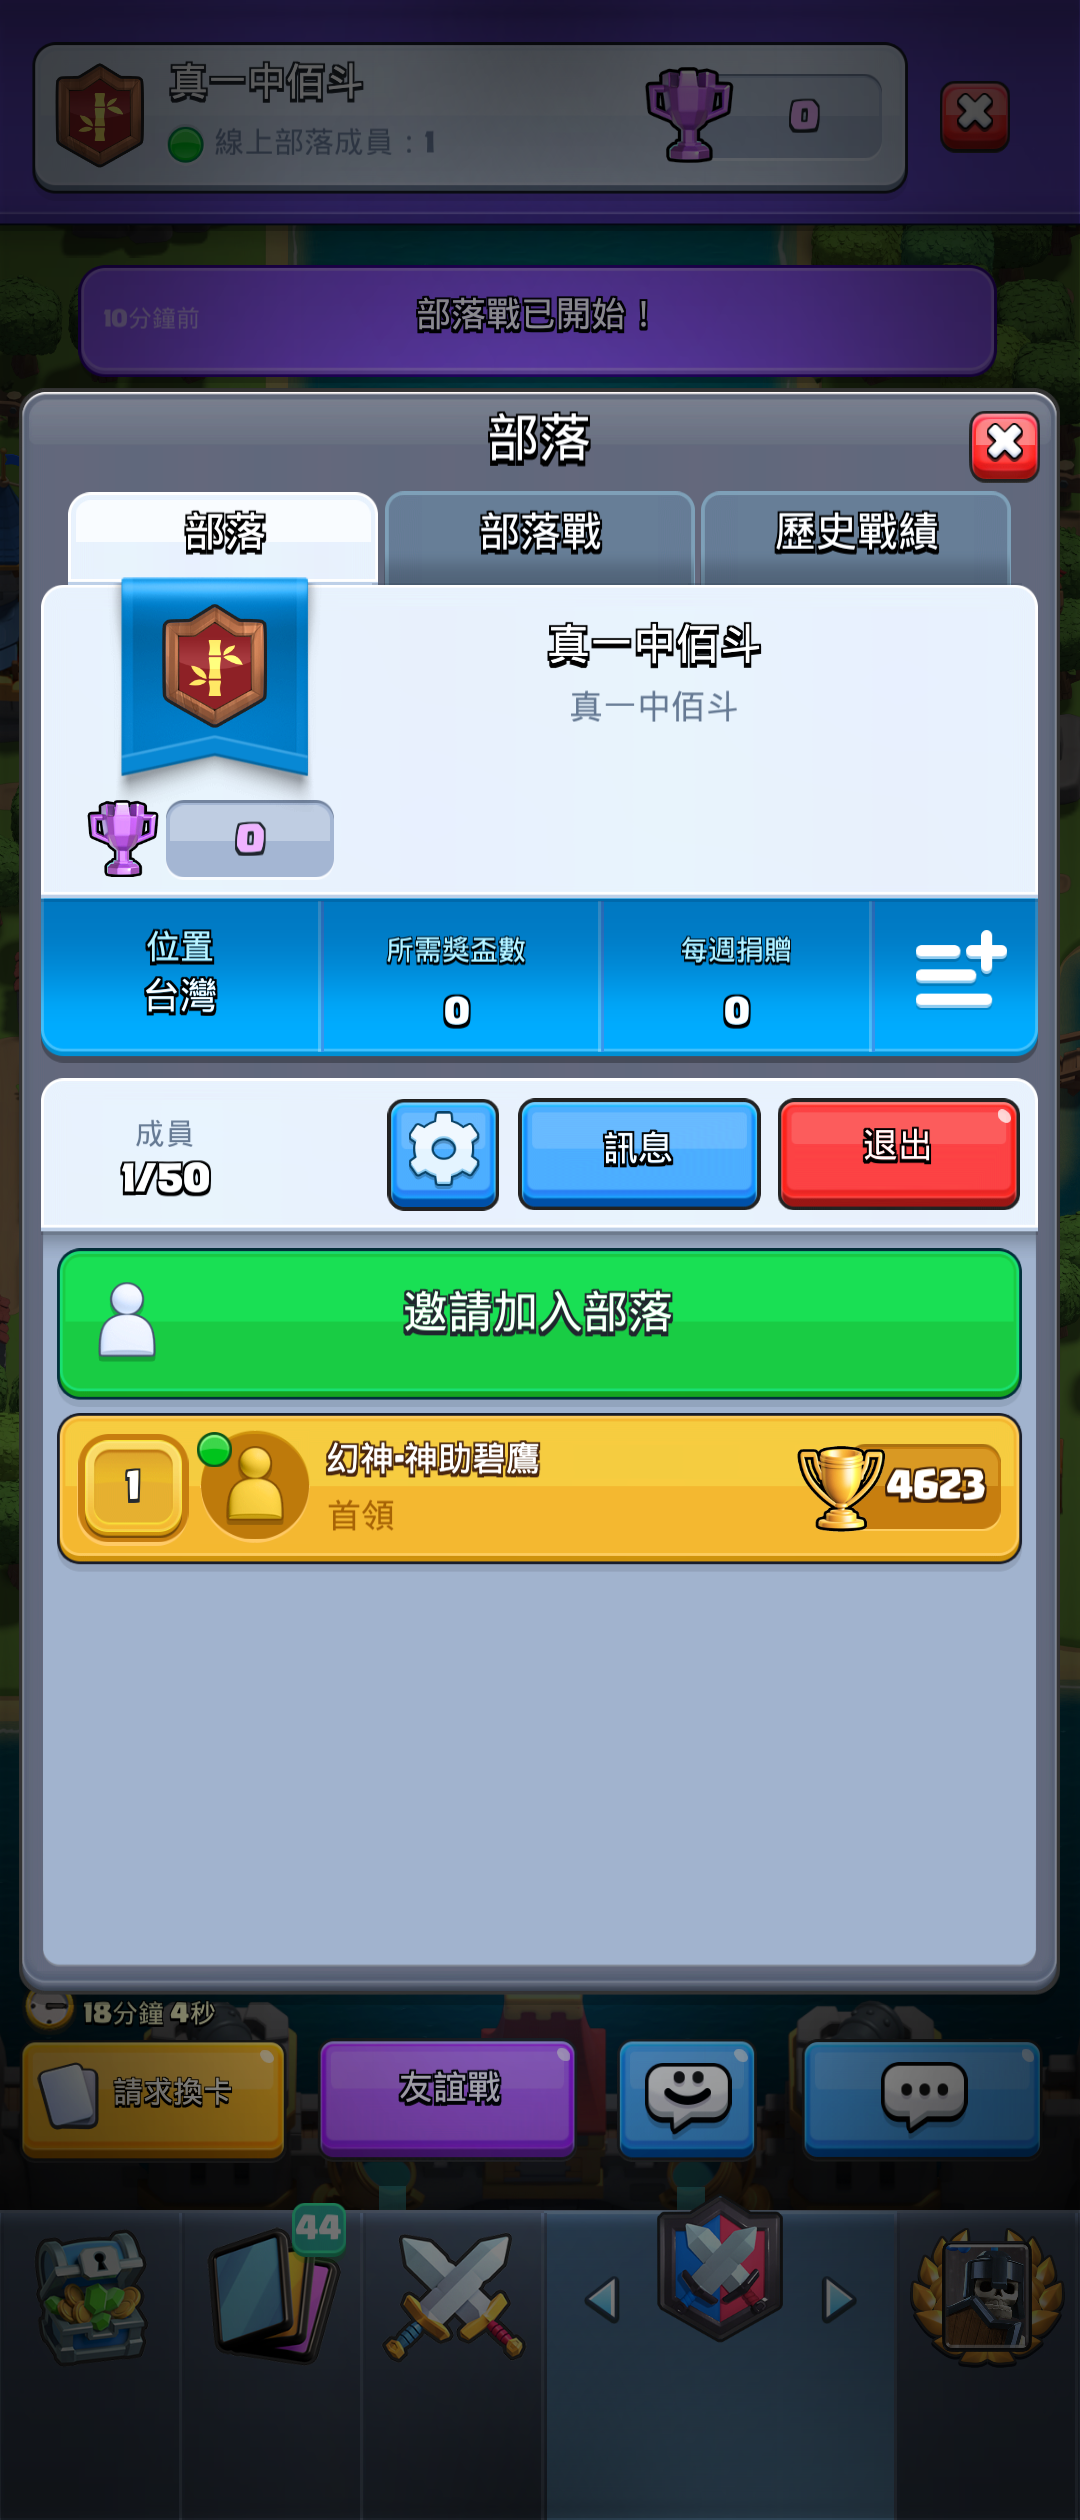 真一中佰斗
線上部落成員：1
0
10分鐘前
部落戰已開始！
部落
部落
部落戰
歷史戰績
真一中佰斗
真一中佰斗
0
位置
台灣
所需獎盃數
0
每週捐贈
0
成員
1/50
訊息
退出
邀請加入部落
1
幻神-神助碧鷹
首領
4623
18分鐘 4秒
請求換卡
友誼戰
44